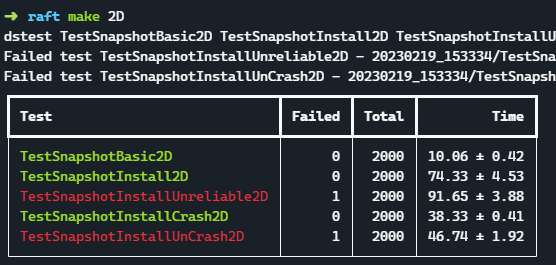 ➜ raft make 2D
dstest TestSnapshotBasic2D TestSnapshotInstall2D TestSnapshotInstallU
Failed test TestSnapshotInstallUnreliable2D - 20230219_153334/TestSna
Failed test TestSnapshotInstallUnCrash2D - 20230219_153334/TestSnapsh
Test Failed Total Time
TestSnapshotBasic2D 0 2000 10.06 ± 0.42
TestSnapshotInstall2D 0 2000 74.33 ± 4.53
TestSnapshotInstallUnreliable2D 1 2000 91.65 ± 3.88
TestSnapshotInstallCrash2D 0 2000 38.33 ± 0.41
TestSnapshotInstallUnCrash2D 1 2000 46.74 ± 1.92